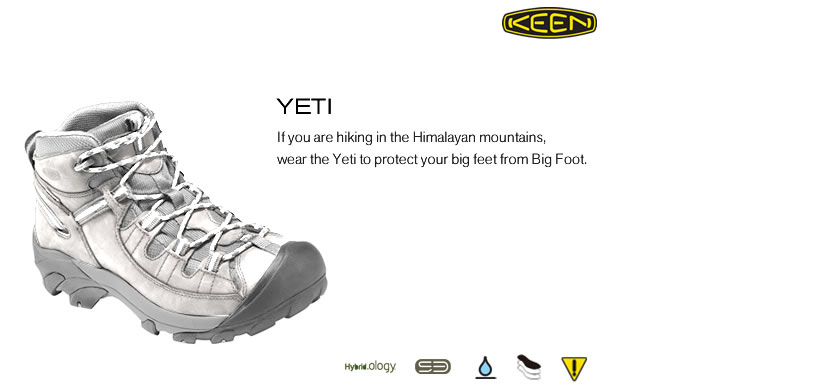 KEEN
YETI
If you are hiking in the Himalayan mountains,
wear the Yeti to protect your big feet from Big Foot.
Hybrid.ology